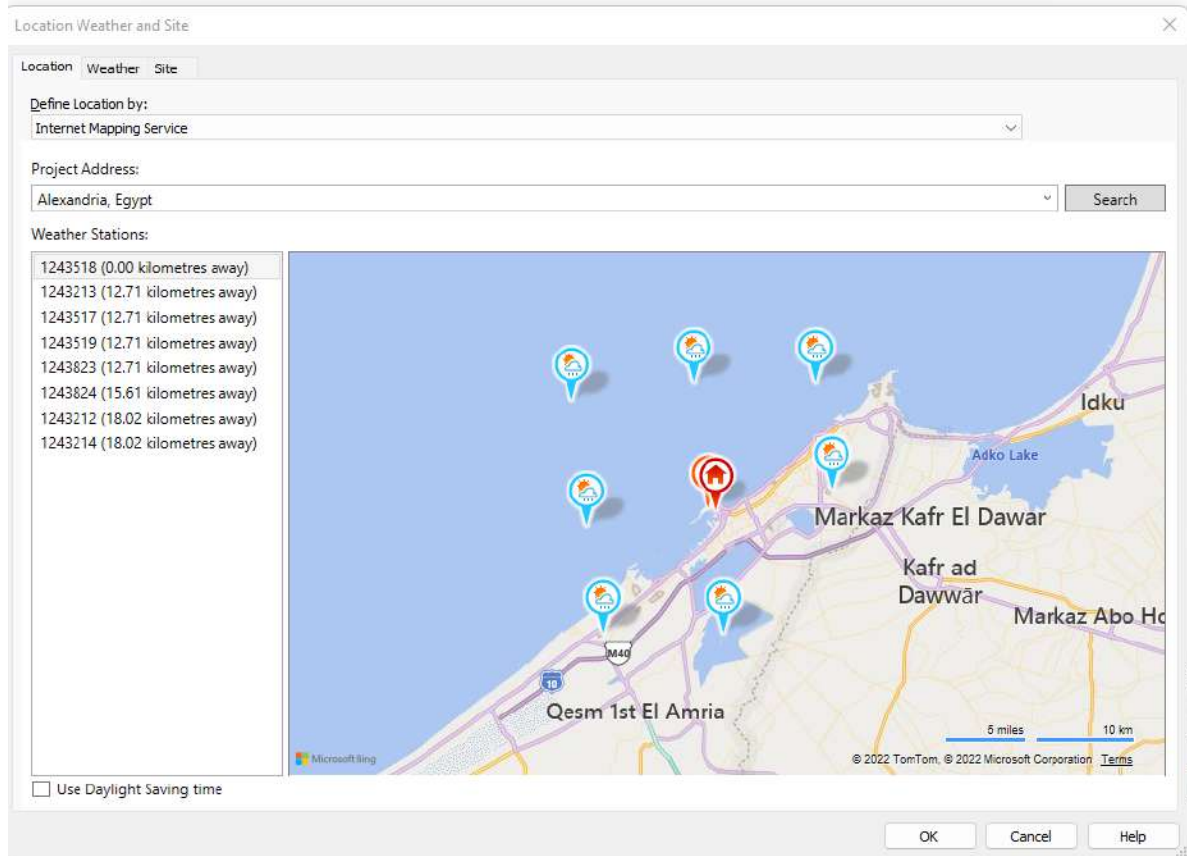 Location Weather and Site
Location Weather Site
Define Location by:
Internet Mapping Service
Project Address:
Alexandria, Egypt
Search
Weather Stations:
1243518 (0.00 kilometres away)
1243213 (12.71 kilometres away)
1243517 (12.71 kilometres away)
1243519 (12.71 kilometres away)
1243823 (12.71 kilometres away)
1243824 (15.61 kilometres away)
1243212 (18.02 kilometres away)
1243214 (18.02 kilometres away)
Idku
Adko Lake
Markaz Kafr El Dawar
Kafr ad
Dawwār
Markaz Abo Ho
M40
10
Qesm 1st El Amria
5 miles 10 km
Microsoft Bing
© 2022 TomTom, © 2022 Microsoft Corporation Terms
Use Daylight Saving time
OK Cancel Help